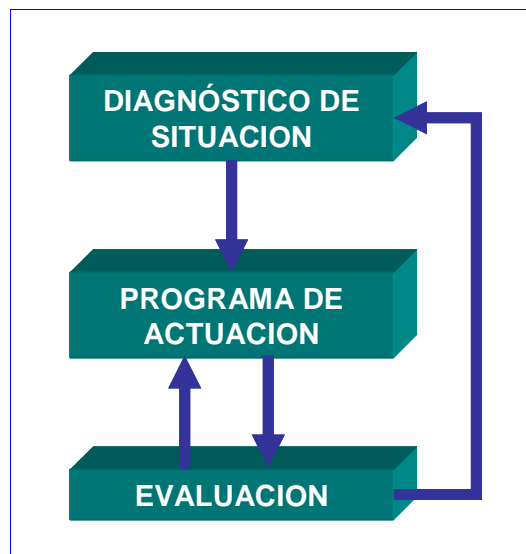 DIAGNÓSTICO DE
SITUACION
PROGRAMA DE
ACTUACION
EVALUACION